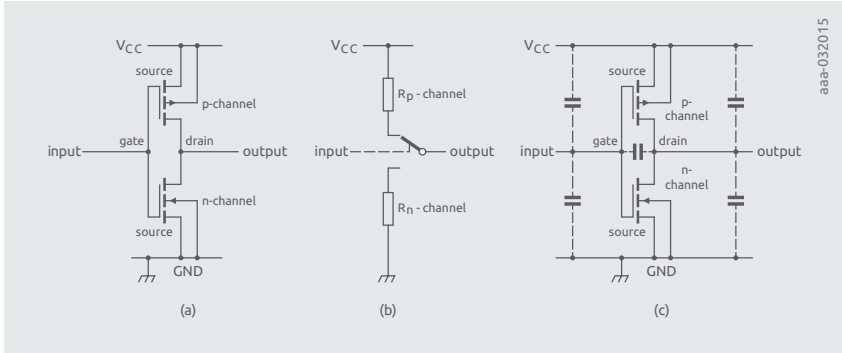 VCC
source
p-channel
input
gate
drain
output
n-channel
source
GND
(a)
VCC
Rp - channel
input
output
Rn - channel
(b)
VCC
source
p-
channel
input
gate
drain
output
n-
channel
source
GND
(c)
aaa-032015